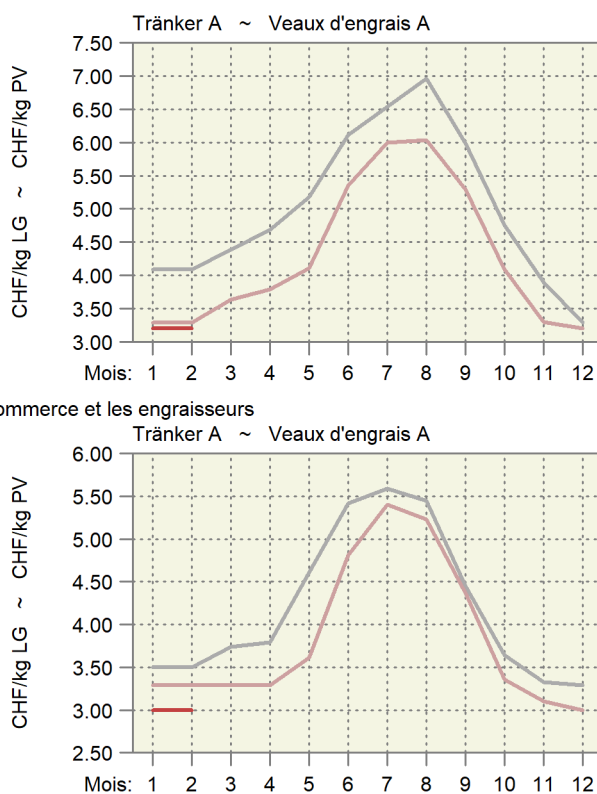 Tränker A ~ Veaux d'engrais A
CHF/kg LG ~ CHF/kg PV
7.50
7.00
6.50
6.00
5.50
5.00
4.50
4.00
3.50
3.00
Mois: 1 2 3 4 5 6 7 8 9 10 11 12
ommerce et les engraisseurs
Tränker A ~ Veaux d'engrais A
CHF/kg LG ~ CHF/kg PV
6.00
5.50
5.00
4.50
4.00
3.50
3.00
2.50
Mois: 1 2 3 4 5 6 7 8 9 10 11 12